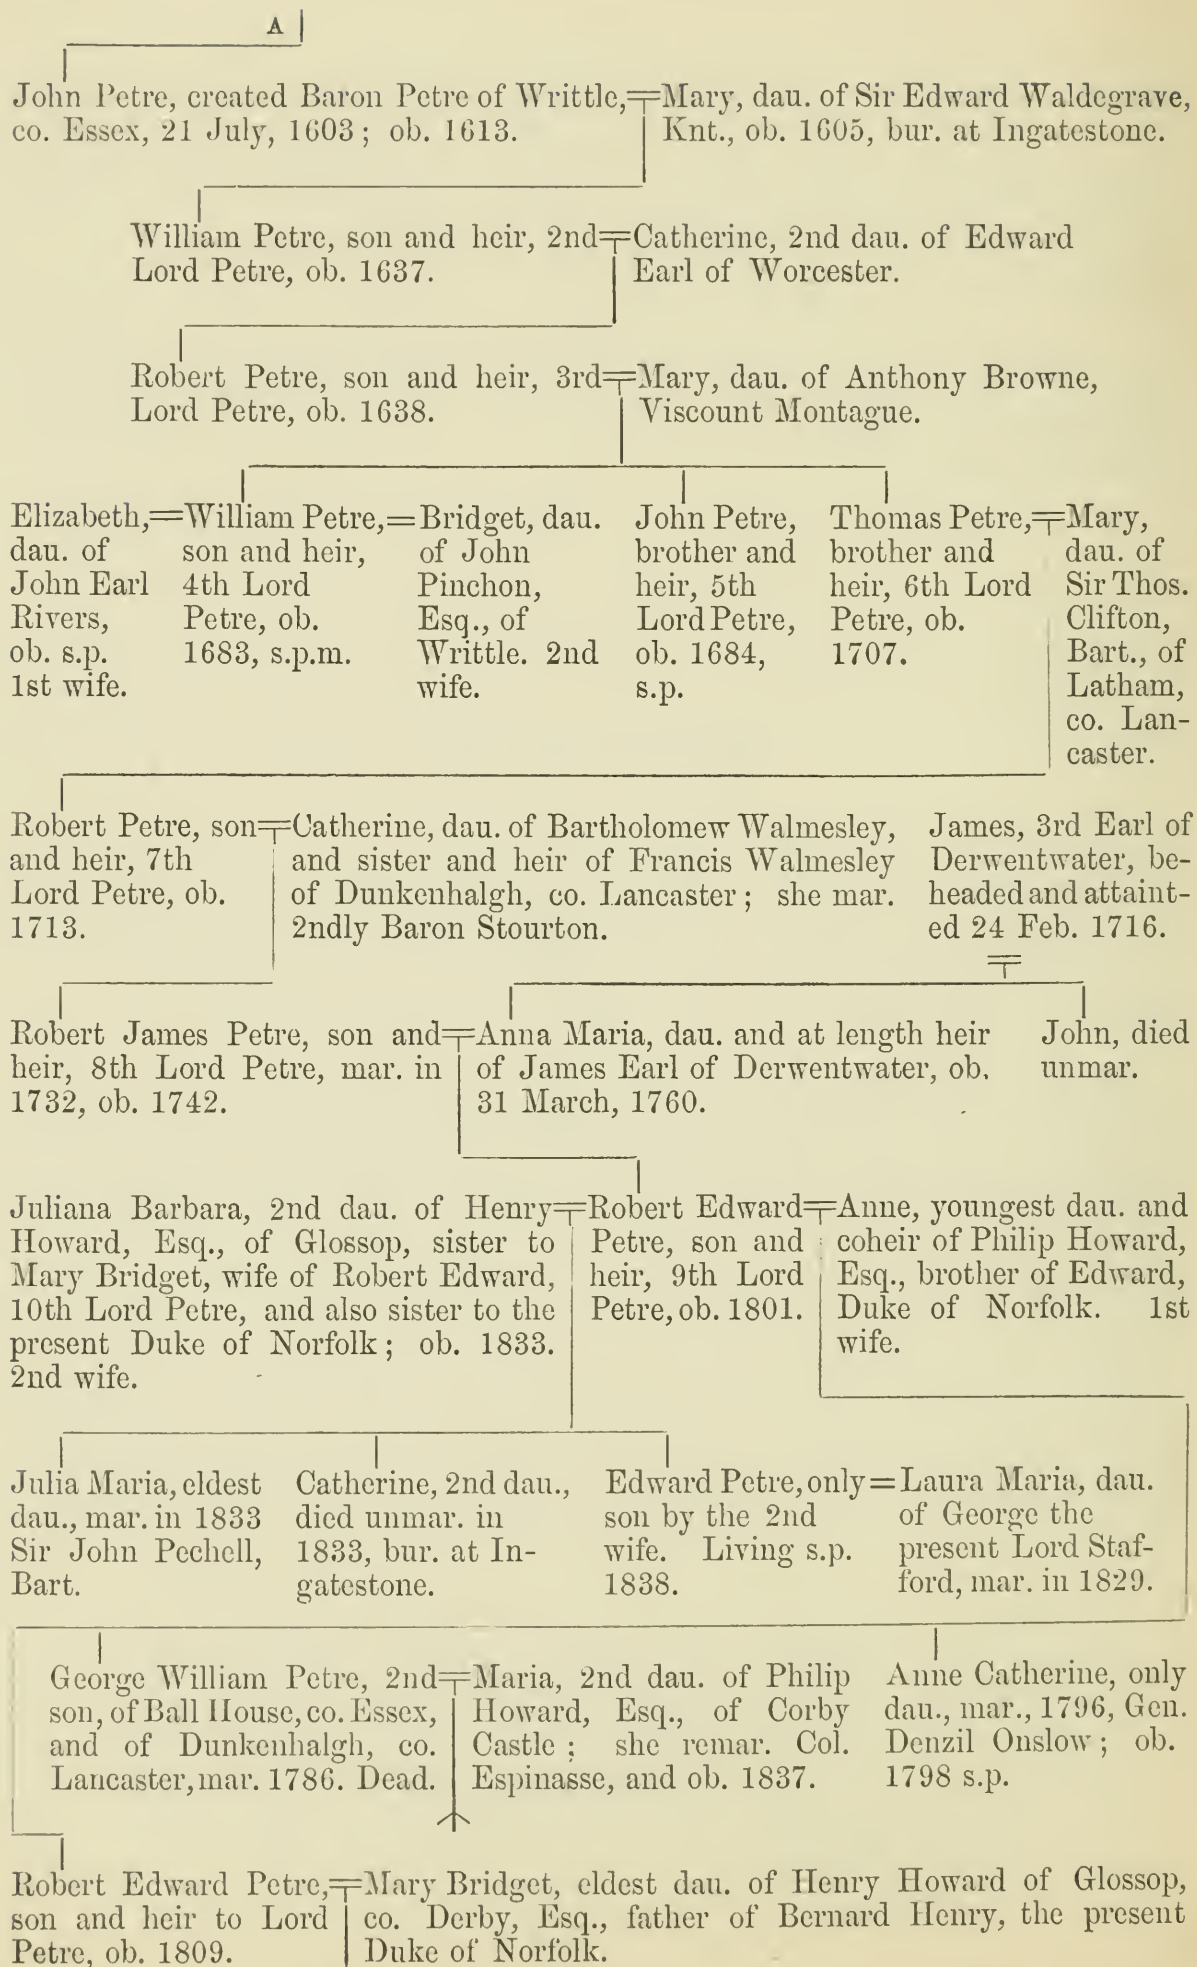 A
John Petre, created Baron Petre of Writtle,
co. Essex, 21 July, 1603; ob. 1613.
Mary, dau. of Sir Edward Waldegrave,
Knt., ob. 1605, bur. at Ingatestone.
William Petre, son and heir, 2nd
Lord Petre, ob. 1637.
Catherine, 2nd dau. of Edward
Earl of Worcester.
Robert Petre, son and heir, 3rd
Lord Petre, ob. 1638.
Mary, dau. of Anthony Browne,
Viscount Montague.
Elizabeth,
dau. of
John Earl
Rivers,
ob. s.p.
1st wife.
William Petre,
son and heir,
4th Lord
Petre, ob.
1683, s.p.m.
Bridget, dau.
of John
Pinchon,
Esq., of
Writtle. 2nd
wife.
John Petre,
brother and
heir, 5th
Lord Petre,
ob. 1684,
s.p.
Thomas Petre,
brother and
heir, 6th Lord
Petre, ob.
1707.
Mary,
dau. of
Sir Thos.
Clifton,
Bart., of
Latham,
co. Lan-
caster.
Robert Petre, son
and heir, 7th
Lord Petre, ob.
1713.
Catherine, dau. of Bartholomew Walmesley,
and sister and heir of Francis Walmesley
of Dunkenhalgh, co. Lancaster; she mar.
2ndly Baron Stourton.
James, 3rd Earl of
Derwentwater, be-
headed and attaint-
ed 24 Feb. 1716.
Robert James Petre, son and
heir, 8th Lord Petre, mar. in
1732, ob. 1742.
Anna Maria, dau. and at length heir
of James Earl of Derwentwater, ob.
31 March, 1760.
John, died
unmar.
Juliana Barbara, 2nd dau. of Henry
Howard, Esq., of Glossop, sister to
Mary Bridget, wife of Robert Edward,
10th Lord Petre, and also sister to the
present Duke of Norfolk; ob. 1833.
2nd wife.
Robert Edward
Petre, son and
heir, 9th Lord
Petre, ob. 1801.
Anne, youngest dau. and
coheir of Philip Howard,
Esq., brother of Edward,
Duke of Norfolk. 1st
wife.
Julia Maria, eldest
dau., mar. in 1833
Sir John Pechell,
Bart.
Catherine, 2nd dau.,
died unmar. in
1833, bur. at In-
gatestone.
Edward Petre, only
son by the 2nd
wife. Living s.p.
1838.
Laura Maria, dau.
of George the
present Lord Staf-
ford, mar. in 1829.
George William Petre, 2nd
son, of Ball House, co. Essex,
and of Dunkenhalgh, co.
Lancaster, mar. 1786. Dead.
Maria, 2nd dau. of Philip
Howard, Esq., of Corby
Castle; she remar. Col.
Espinasse, and ob. 1837.
Anne Catherine, only
dau., mar., 1796, Gen.
Denzil Onslow; ob.
1798 s.p.
Robert Edward Petre,
son and heir to Lord
Petre, ob. 1809.
Mary Bridget, eldest dau. of Henry Howard of Glossop,
co. Derby, Esq., father of Bernard Henry, the present
Duke of Norfolk.